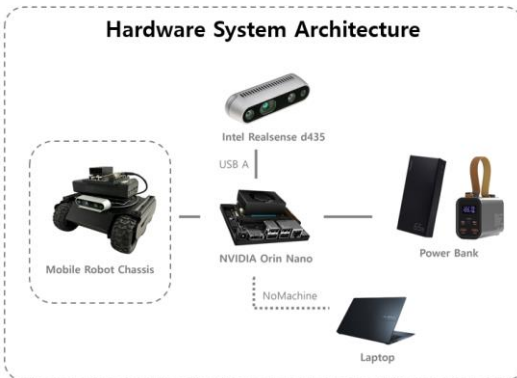 Hardware System Architecture
Intel Realsense d435
USB A
Mobile Robot Chassis
NVIDIA Orin Nano
Power Bank
NoMachine
Laptop